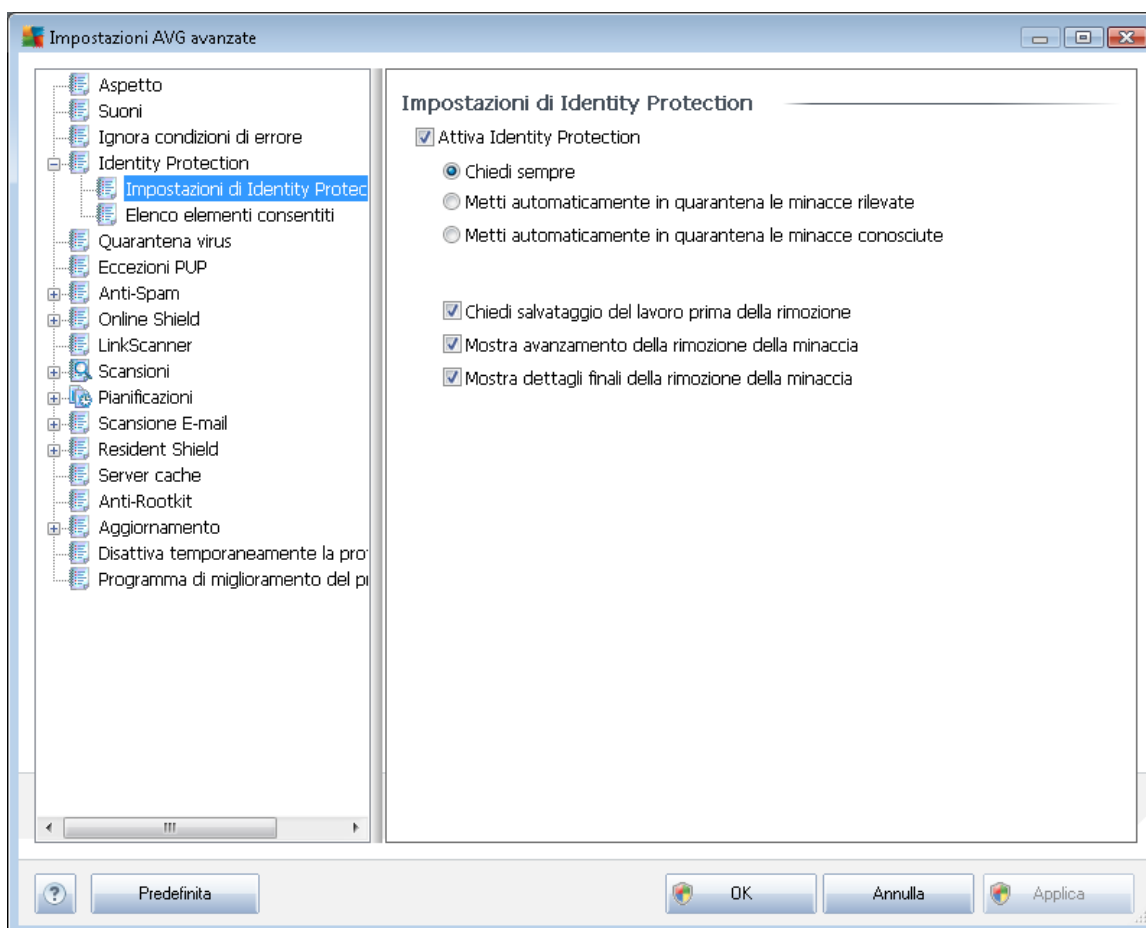 Impostazioni AVG avanzate
Aspetto
Suoni
Ignora condizioni di errore
Identity Protection
Impostazioni di Identity Protec
Elenco elementi consentiti
Quarantena virus
Eccezioni PUP
Anti-Spam
Online Shield
LinkScanner
Scansioni
Pianificazioni
Scansione E-mail
Resident Shield
Server cache
Anti-Rootkit
Aggiornamento
Disattiva temporaneamente la pro
Programma di miglioramento del p
Impostazioni di Identity Protection
Attiva Identity Protection
Chiedi sempre
Metti automaticamente in quarantena le minacce rilevate
Metti automaticamente in quarantena le minacce conosciute
Chiedi salvataggio del lavoro prima della rimozione
Mostra avanzamento della rimozione della minaccia
Mostra dettagli finali della rimozione della minaccia
?
Predefinita
OK
Annulla
Applica